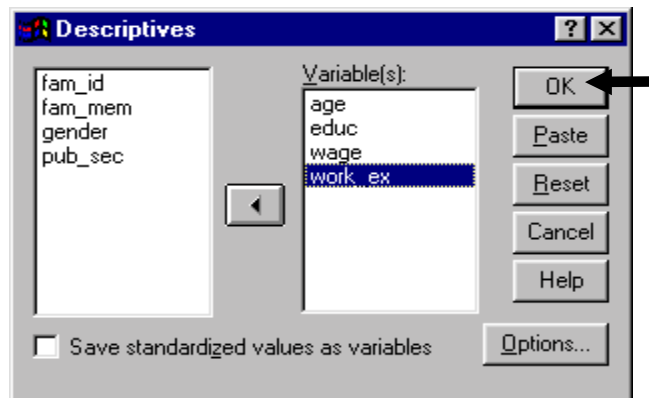 Descriptives
fam_id
fam_mem
gender
pub_sec
Variable(s):
age
educ
wage
work_ex
OK
Paste
Reset
Cancel
Help
Save standardized values as variables
Options...